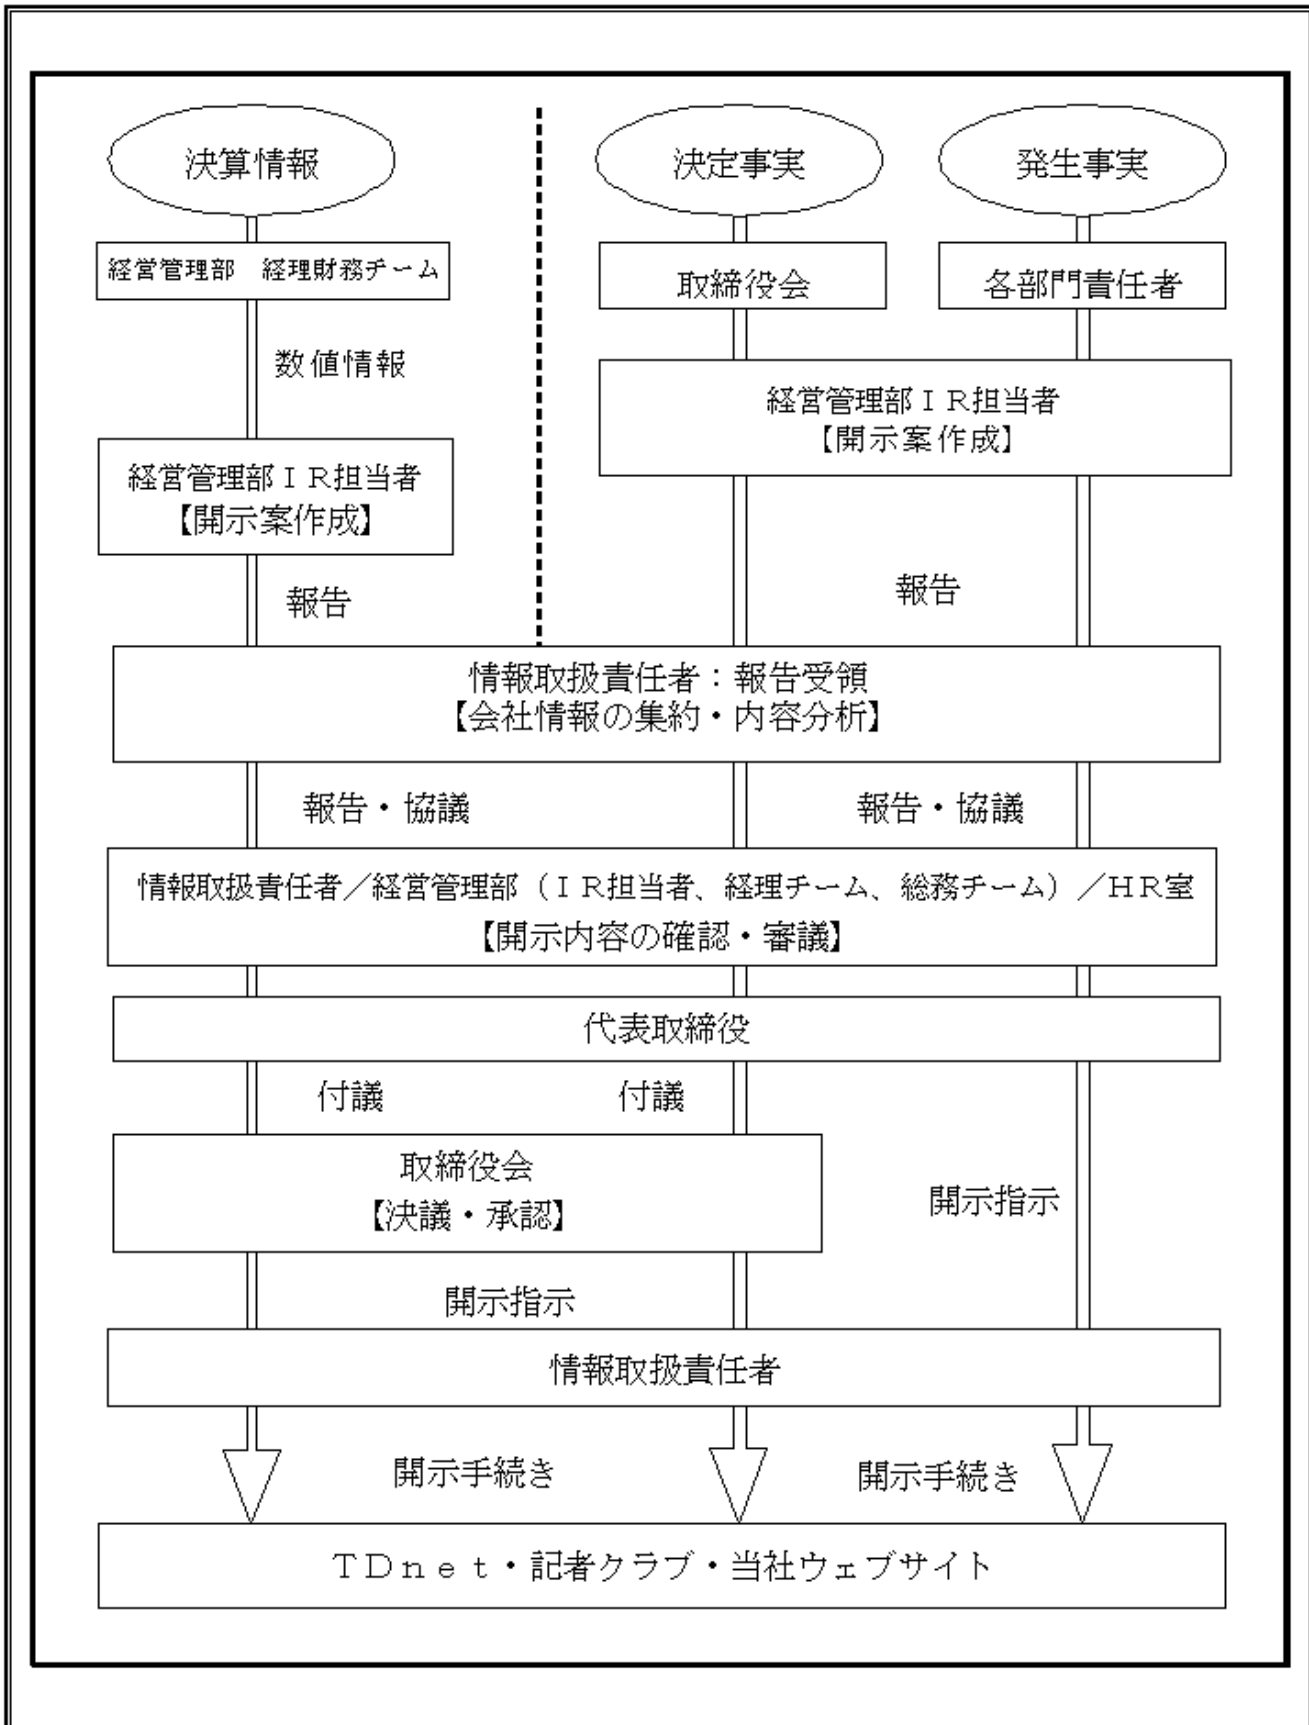 決算情報
決定事実
発生事実
経営管理部　経理財務チーム
取締役会
各部門責任者
数値情報
経営管理部ＩＲ担当者
【開示案作成】
経営管理部ＩＲ担当者
【開示案作成】
報告
報告
情報取扱責任者：報告受領
【会社情報の集約・内容分析】
報告・協議
報告・協議
情報取扱責任者／経営管理部（ＩＲ担当者、経理チーム、総務チーム）／ＨＲ室
【開示内容の確認・審議】
代表取締役
付議
付議
取締役会
【決議・承認】
開示指示
開示指示
情報取扱責任者
開示手続き
開示手続き
ＴＤｎｅｔ・記者クラブ・当社ウェブサイト